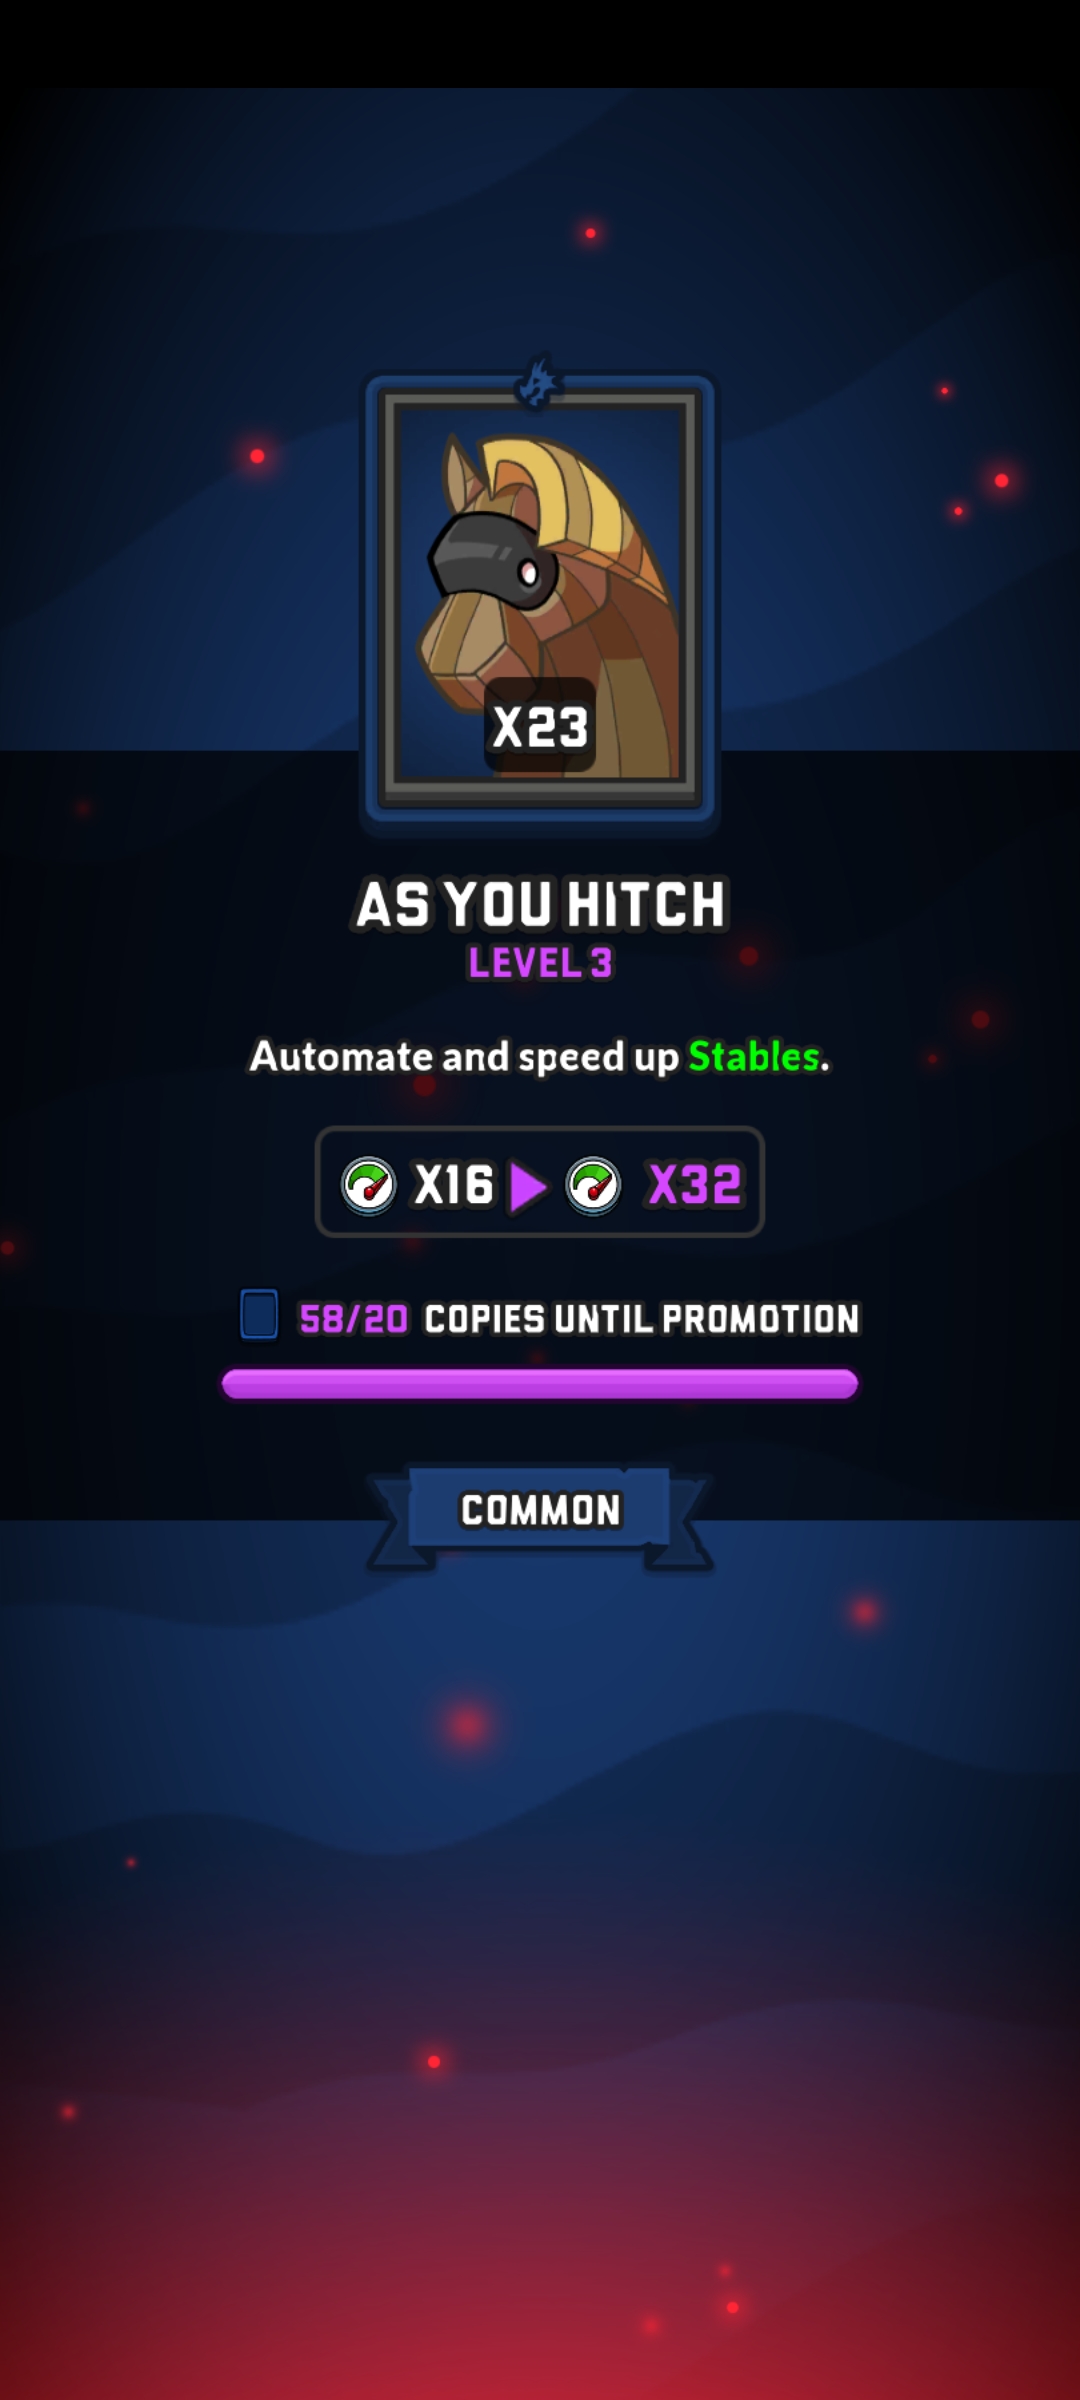 X23
AS YOU HITCH
LEVEL 3
Automate and speed up Stables.
X16 X32
58/20 COPIES UNTIL PROMOTION
COMMON